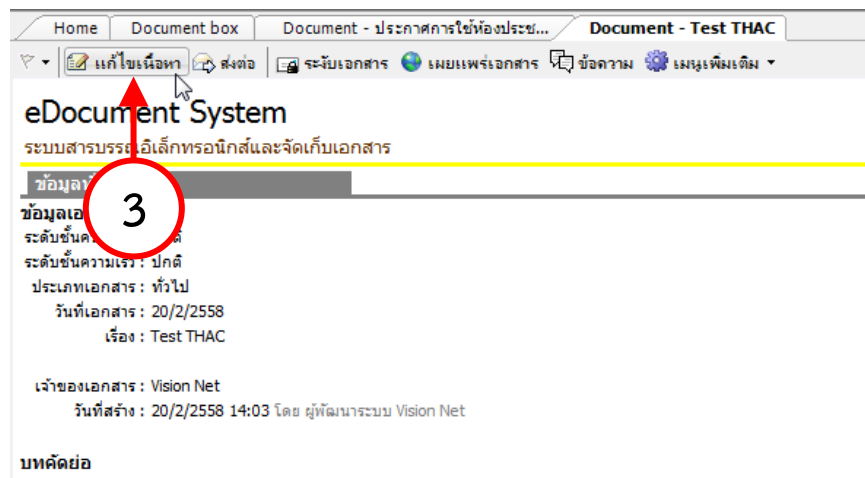 Home Document box Document - ประกาศการใช้ห้องประช... Document - Test THAC
แก้ไขเนื้อหา ส่งต่อ ระงับเอกสาร เผยแพร่เอกสาร ข้อความ เมนูเพิ่มเติม
eDocument System
ระบบสารบรรณอิเล็กทรอนิกส์และจัดเก็บเอกสาร
3
ระดับชั้นความเร็ว : ปกติ
ประเภทเอกสาร : ทั่วไป
วันที่เอกสาร : 20/2/2558
เรื่อง : Test THAC
เจ้าของเอกสาร : Vision Net
วันที่สร้าง : 20/2/2558 14:03 โดย ผู้พัฒนาระบบ Vision Net
บทคัดย่อ